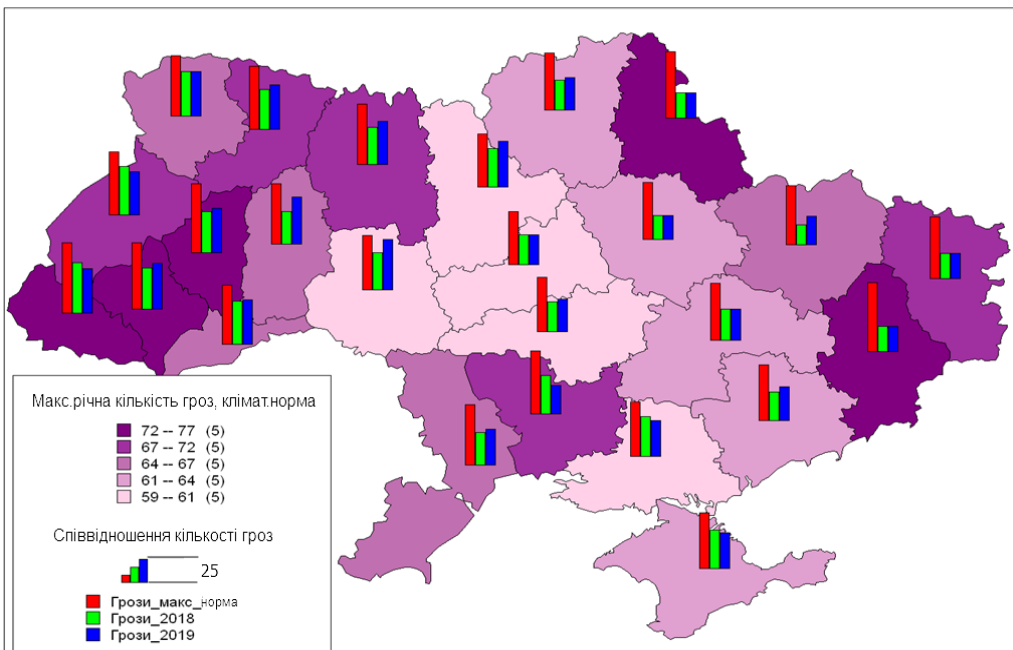 Макс.річна кількість гроз, клімат.норма
72 -- 77 (5)
67 -- 72 (5)
64 -- 67 (5)
61 -- 64 (5)
59 -- 61 (5)
Співвідношення кількості гроз
25
Грози_макс_норма
Грози_2018
Грози_2019